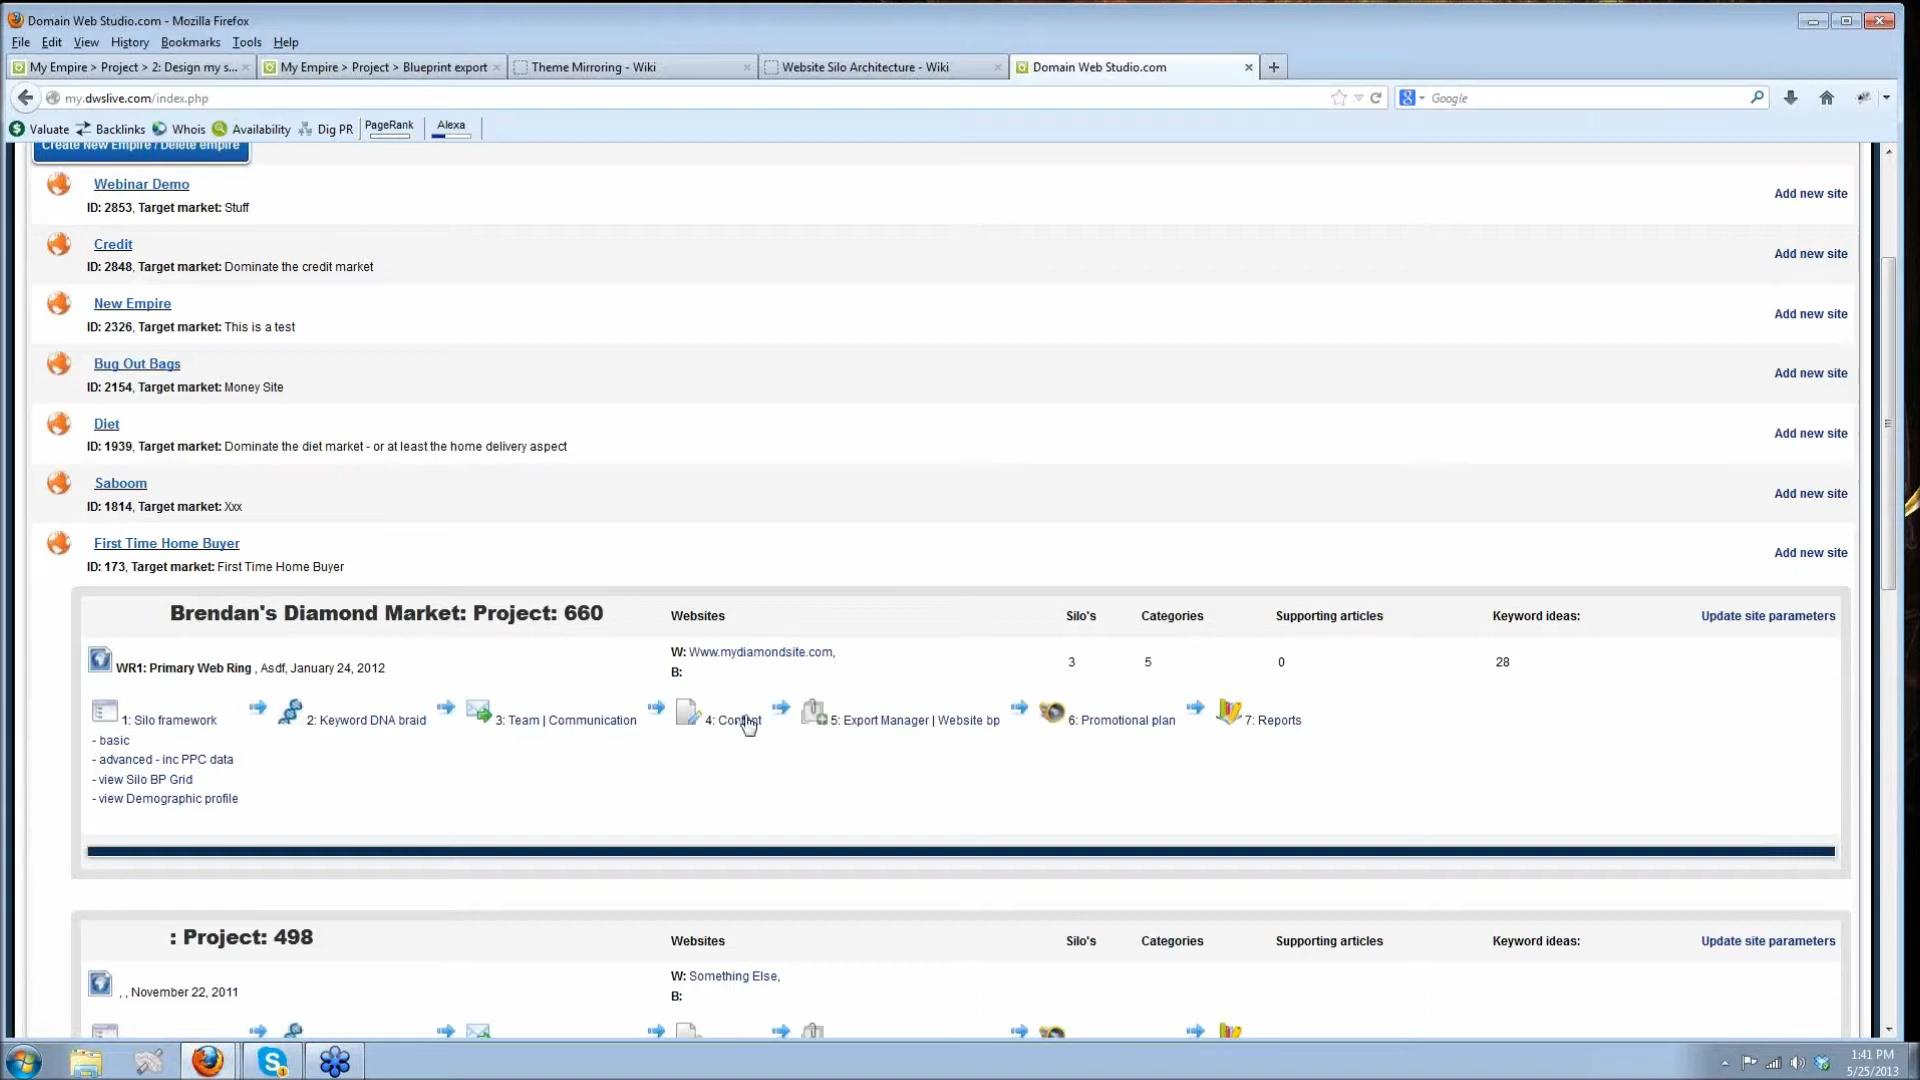 Domain Web Studio.com - Mozilla Firefox
File Edit View History Bookmarks Tools Help
My Empire > Project > 2: Design my s...
My Empire > Project > Blueprint export
Theme Mirroring - Wiki
Website Silo Architecture - Wiki
Domain Web Studio.com
my.dwslive.com/index.php
Google
Valuate Backlinks Whois Availability Dig PR PageRank Alexa
Create New Empire / Delete empire
Webinar Demo
ID: 2853, Target market: Stuff
Add new site
Credit
ID: 2848, Target market: Dominate the credit market
Add new site
New Empire
ID: 2326, Target market: This is a test
Add new site
Bug Out Bags
ID: 2154, Target market: Money Site
Add new site
Diet
ID: 1939, Target market: Dominate the diet market - or at least the home delivery aspect
Add new site
Saboom
ID: 1814, Target market: Xxx
Add new site
First Time Home Buyer
ID: 173, Target market: First Time Home Buyer
Add new site
Brendan's Diamond Market: Project: 660 Websites Silo's Categories Supporting articles Keyword ideas: Update site parameters
WR1: Primary Web Ring , Asdf, January 24, 2012
W: Www.mydiamondsite.com,
B:
3 5 0 28
1: Silo framework 2: Keyword DNA braid 3: Team | Communication 4: Content 5: Export Manager | Website bp 6: Promotional plan 7: Reports
- basic
- advanced - inc PPC data
- view Silo BP Grid
- view Demographic profile
: Project: 498 Websites Silo's Categories Supporting articles Keyword ideas: Update site parameters
, , November 22, 2011
W: Something Else,
B:
1:41 PM
5/25/2013